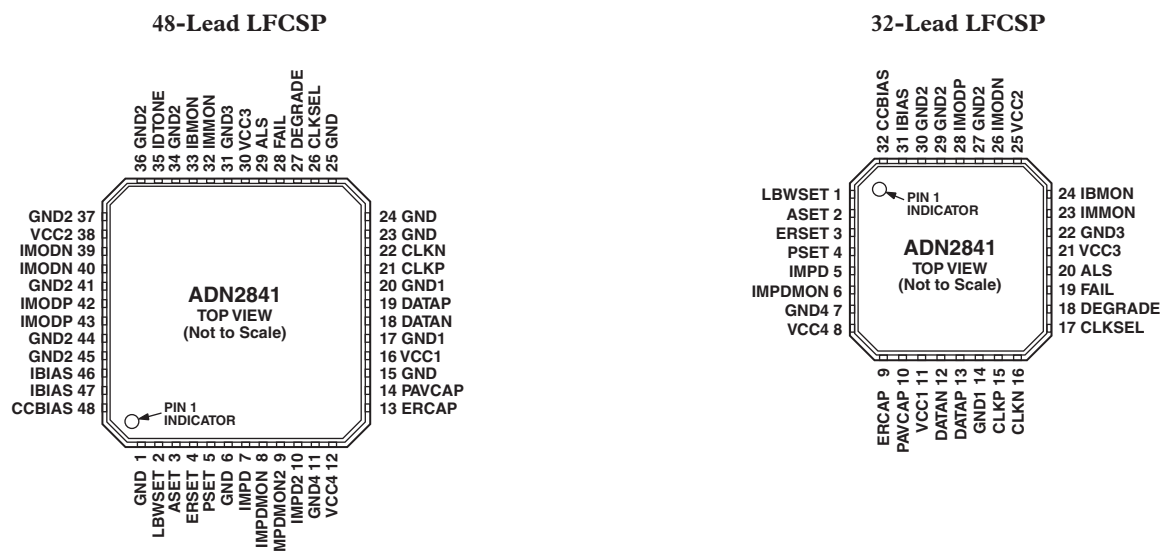 48-Lead LFCSP
36 GND2
35 IDTONE
34 GND2
33 IBMON
32 IMMON
31 GND3
30 VCC3
29 ALS
28 FAIL
27 DEGRADE
26 CLKSEL
25 GND
GND2 37
VCC2 38
IMODN 39
IMODN 40
GND2 41
IMODP 42
IMODP 43
GND2 44
GND2 45
IBIAS 46
IBIAS 47
CCBIAS 48
ADN2841
TOP VIEW
(Not to Scale)
PIN 1
INDICATOR
24 GND
23 GND
22 CLKN
21 CLKP
20 GND1
19 DATAP
18 DATAN
17 GND1
16 VCC1
15 GND
14 PAVCAP
13 ERCAP
GND 1
LBWSET 2
ASET 3
ERSET 4
PSET 5
GND 6
IMPD 7
IMPDMON 8
MPDMON2 9
IMPD2 10
GND4 11
VCC4 12
32-Lead LFCSP
32 CCBIAS
31 IBIAS
30 GND2
29 GND2
28 IMODP
27 GND2
26 IMODN
25 VCC2
LBWSET 1
ASET 2
ERSET 3
PSET 4
IMPD 5
IMPDMON 6
GND4 7
VCC4 8
PIN 1
INDICATOR
ADN2841
TOP VIEW
(Not to Scale)
24 IBMON
23 IMMON
22 GND3
21 VCC3
20 ALS
19 FAIL
18 DEGRADE
17 CLKSEL
ERCAP 9
PAVCAP 10
VCC1 11
DATAN 12
DATAP 13
GND1 14
CLKP 15
CLKN 16